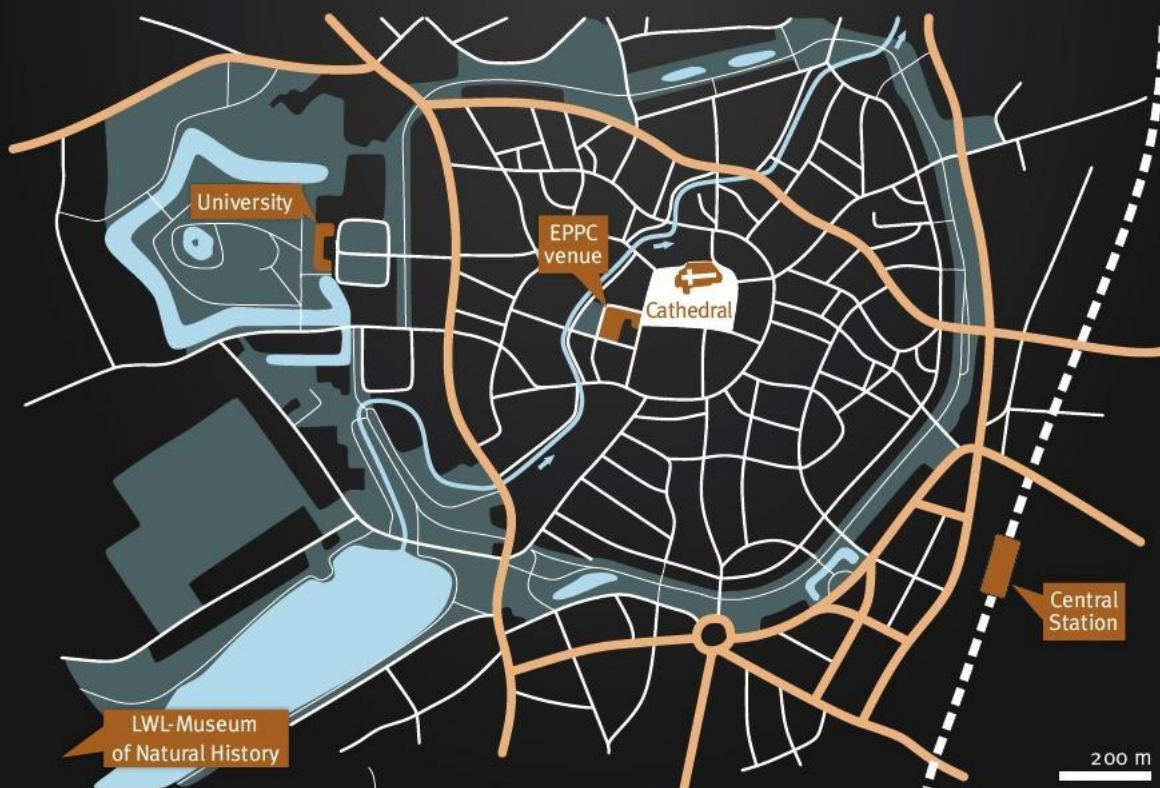 University
EPPC
venue
Cathedral
Central
Station
LWL-Museum
of Natural History
200 m